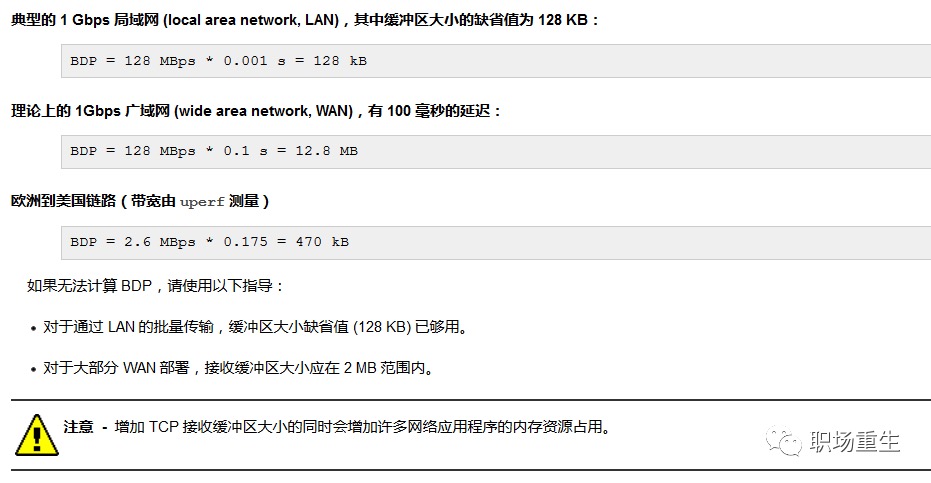 典型的 1 Gbps 局域网 (local area network, LAN)，其中缓冲区大小的缺省值为 128 KB：
BDP = 128 MBps * 0.001 s = 128 kB
理论上的 1Gbps 广域网 (wide area network, WAN)，有 100 毫秒的延迟：
BDP = 128 MBps * 0.1 s = 12.8 MB
欧洲到美国链路（带宽由 uperf 测量）
BDP = 2.6 MBps * 0.175 = 470 kB
如果无法计算 BDP，请使用以下指导：
• 对于通过 LAN 的批量传输，缓冲区大小缺省值 (128 KB) 已够用。
• 对于大部分 WAN 部署，接收缓冲区大小应在 2 MB 范围内。
注意 - 增加 TCP 接收缓冲区大小的同时会增加许多网络应用程序的内存资源占用。
职场重生